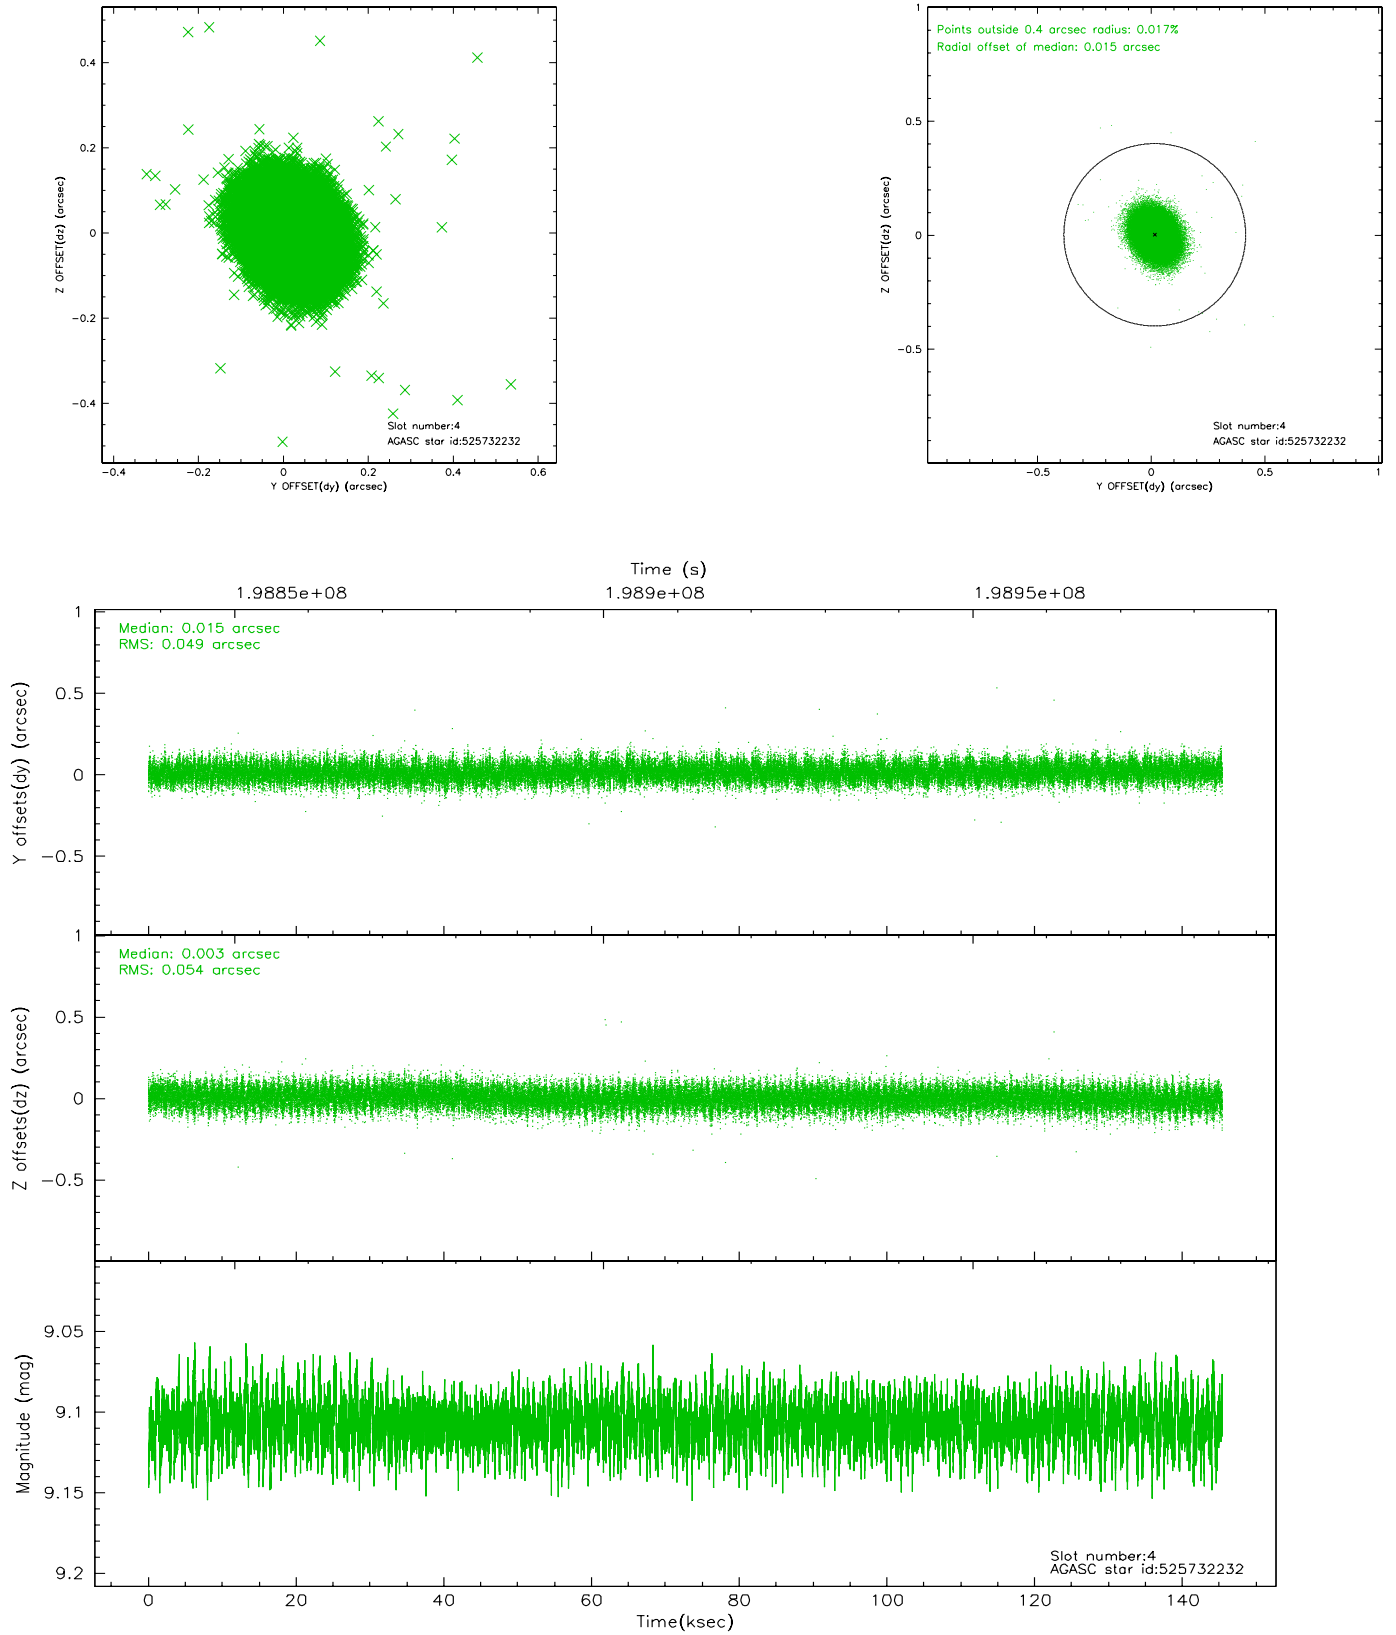 0.4
0.2
0
−0.2
−0.4
Z OFFSET(dz) (arcsec)
Slot number:4
AGASC star id:525732232
−0.4
−0.2
0
0.2
0.4
0.6
Y OFFSET(dy) (arcsec)
1
0.5
0
−0.5
Z OFFSET(dz) (arcsec)
Points outside 0.4 arcsec radius: 0.017%
Radial offset of median: 0.015 arcsec
Slot number:4
AGASC star id:525732232
−0.5
0
0.5
1
Y OFFSET(dy) (arcsec)
Time (s)
1.9885e+08
1.989e+08
1.9895e+08
1
0.5
0
−0.5
Y offsets(dy) (arcsec)
Median: 0.015 arcsec
RMS: 0.049 arcsec
1
0.5
0
−0.5
Z offsets(dz) (arcsec)
Median: 0.003 arcsec
RMS: 0.054 arcsec
9.05
9.1
9.15
9.2
Magnitude (mag)
Slot number:4
AGASC star id:525732232
0
20
40
60
80
100
120
140
Time(ksec)